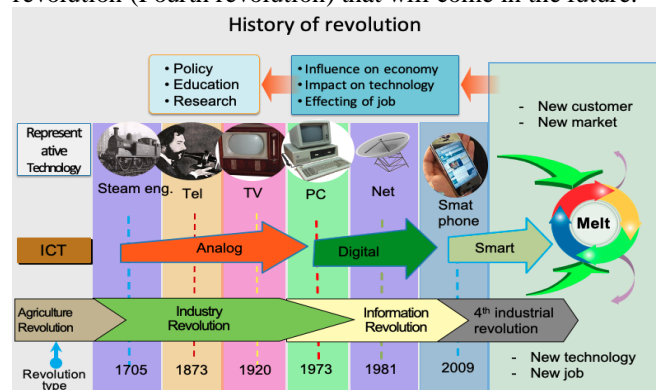 revolution (Fourth revolution) that will come in the future.
History of revolution
• Policy
• Education
• Research
• Influence on economy
• Impact on technology
• Effecting of job
- New customer
- New market
Represent
ative
Technology
Steam eng.
Tel
TV
PC
Net
Smat
phone
ICT
Analog
Digital
Smart
Melt
Agriculture
Revolution
Industry
Revolution
Information
Revolution
4th industrial
revolution
Revolution
type
1705
1873
1920
1973
1981
2009
- New technology
- New job